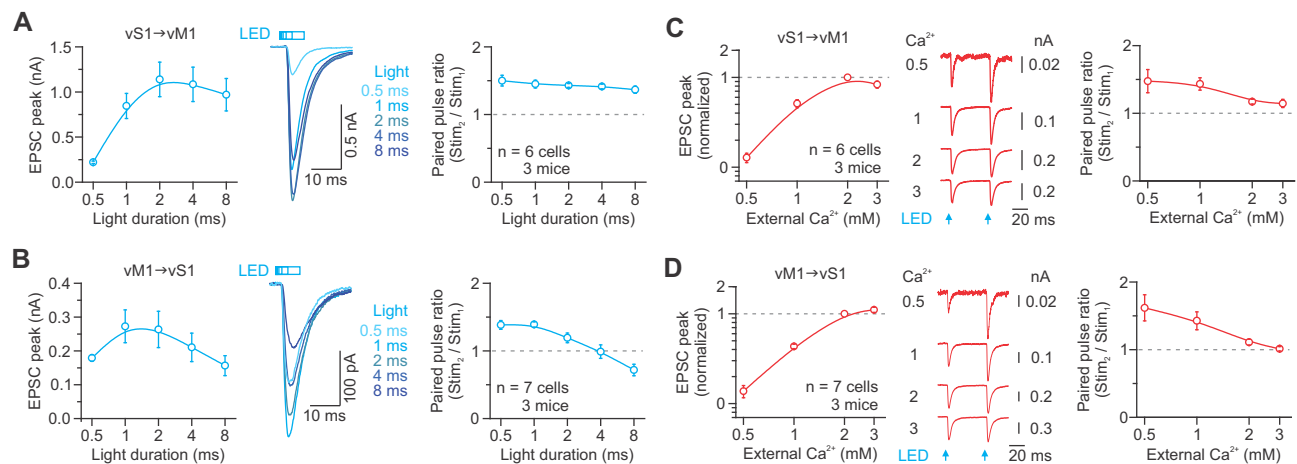 A
vS1→vM1
EPSC peak (nA)
1.5
1.0
0.5
0.0
0.5 1 2 4 8
Light duration (ms)
LED
Light
0.5 ms
1 ms
2 ms
4 ms
8 ms
0.5 nA
10 ms
Paired pulse ratio
(Stim₂ / Stim₁)
2
1
0
n = 6 cells
3 mice
0.5 1 2 4 8
Light duration (ms)
B
vM1→vS1
EPSC peak (nA)
0.4
0.3
0.2
0.1
0.0
0.5 1 2 4 8
Light duration (ms)
LED
Light
0.5 ms
1 ms
2 ms
4 ms
8 ms
100 pA
10 ms
Paired pulse ratio
(Stim₂ / Stim₁)
2
1
0
n = 7 cells
3 mice
0.5 1 2 4 8
Light duration (ms)
C
vS1→vM1
EPSC peak
(normalized)
2
1
0
n = 6 cells
3 mice
0.5 1 2 3
External Ca²⁺ (mM)
Ca²⁺ nA
0.5 0.02
1 0.1
2 0.2
3 0.2
LED 20 ms
Paired pulse ratio
(Stim₂ / Stim₁)
2
1
0
0.5 1 2 3
External Ca²⁺ (mM)
D
vM1→vS1
EPSC peak
(normalized)
2
1
0
n = 7 cells
3 mice
0.5 1 2 3
External Ca²⁺ (mM)
Ca²⁺ nA
0.5 0.02
1 0.1
2 0.2
3 0.3
LED 20 ms
Paired pulse ratio
(Stim₂ / Stim₁)
2
1
0
0.5 1 2 3
External Ca²⁺ (mM)